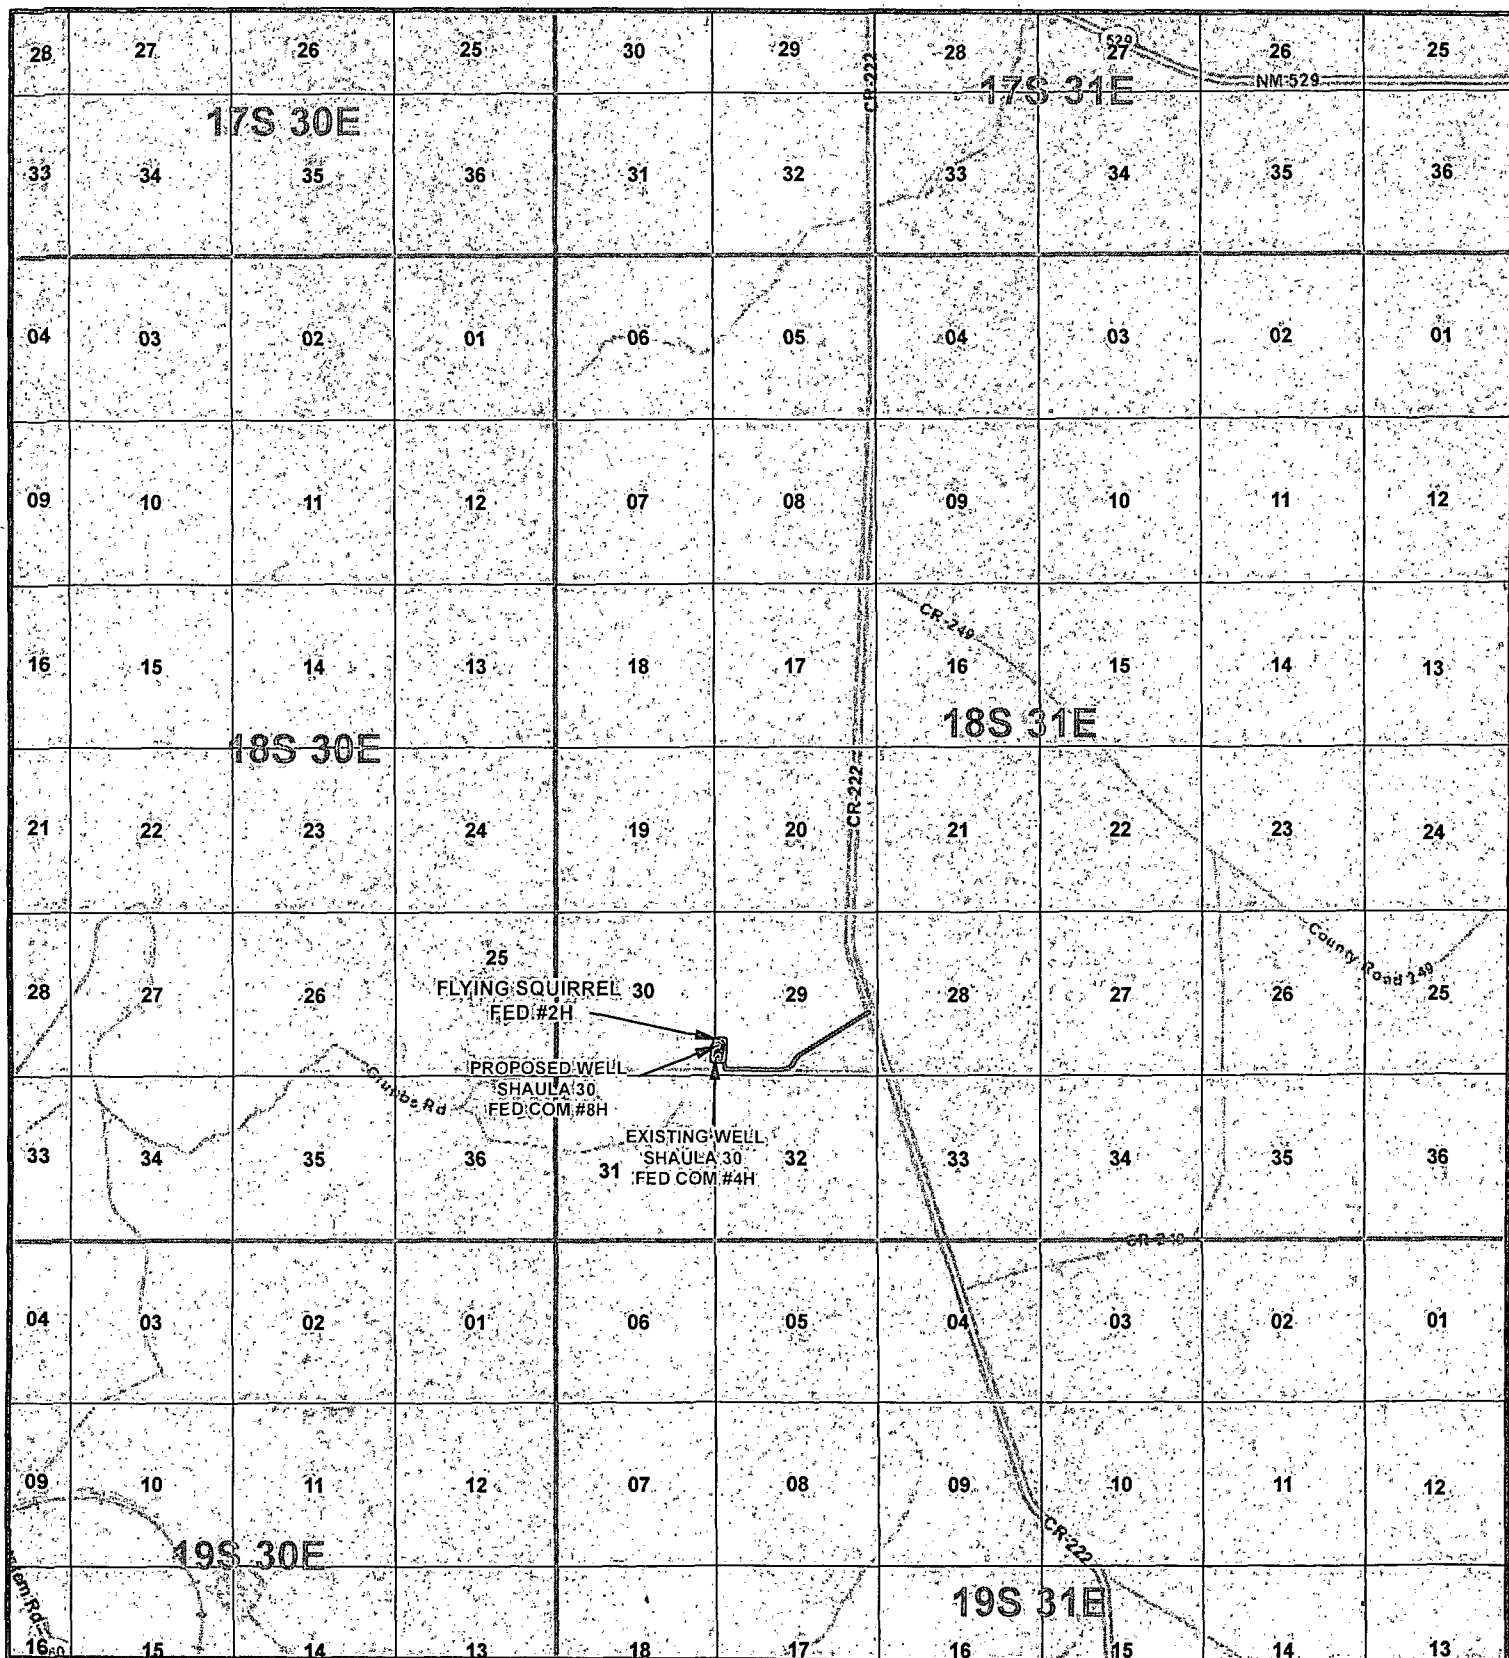 28 27 26 25 30 29 28 27 26 25
529
NM 529
CR-222
17S 30E
17S 31E
33 34 35 36 31 32 33 34 35 36
04 03 02 01 06 05 04 03 02 01
09 10 11 12 07 08 09 10 11 12
CR-249
16 15 14 13 18 17 16 15 14 13
18S 30E
18S 31E
CR-222
21 22 23 24 19 20 21 22 23 24
County Road 249
28 27 26 25 30 29 28 27 26 25
FLYING SQUIRREL
FED #2H
PROPOSED WELL
SHAULA 30
FED COM #8H
Grubbs Rd
EXISTING WELL
SHAULA 30
FED COM #4H
33 34 35 36 31 32 33 34 35 36
04 03 02 01 06 05 04 03 02 01
09 10 11 12 07 08 09 10 11 12
CR-222
19S 30E
19S 31E
16 15 14 13 18 17 16 15 14 13